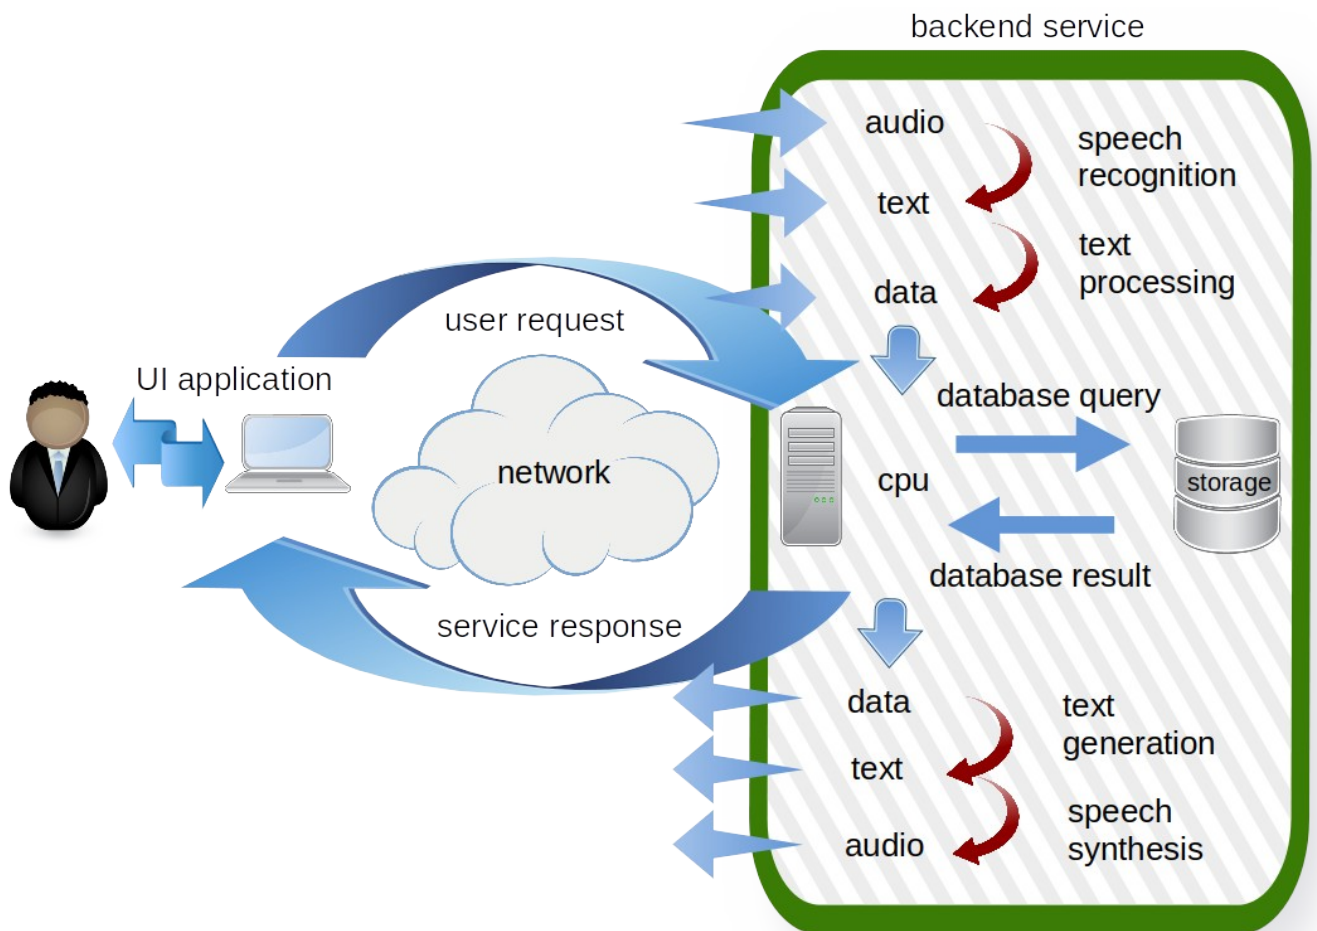 backend service
audio
speech
recognition
text
text
processing
data
user request
UI application
database query
network
cpu
storage
database result
service response
data
text
generation
text
speech
synthesis
audio